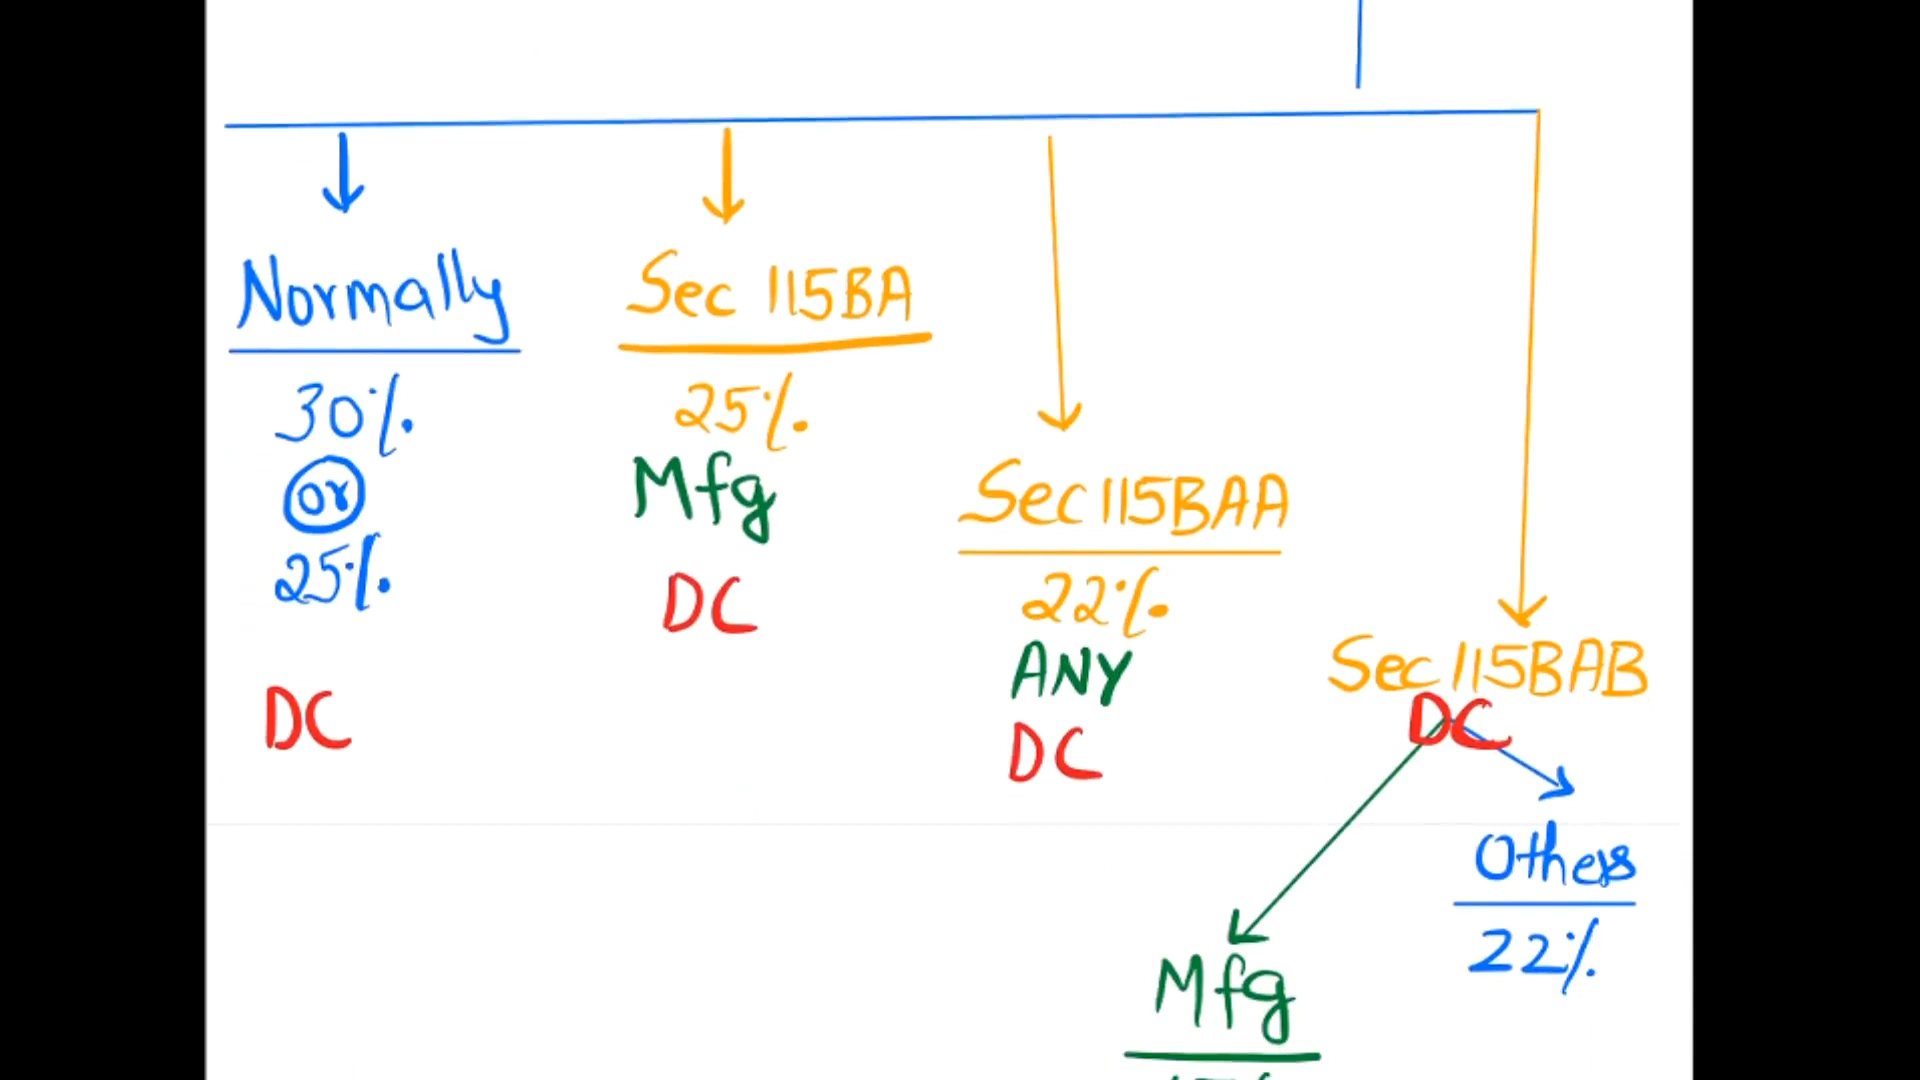 Normally
30%
or
25%
DC
Sec 115BA
25%
Mfg
DC
Sec 115BAA
22%
ANY
DC
Sec 115BAB
DC
Others
22%
Mfg